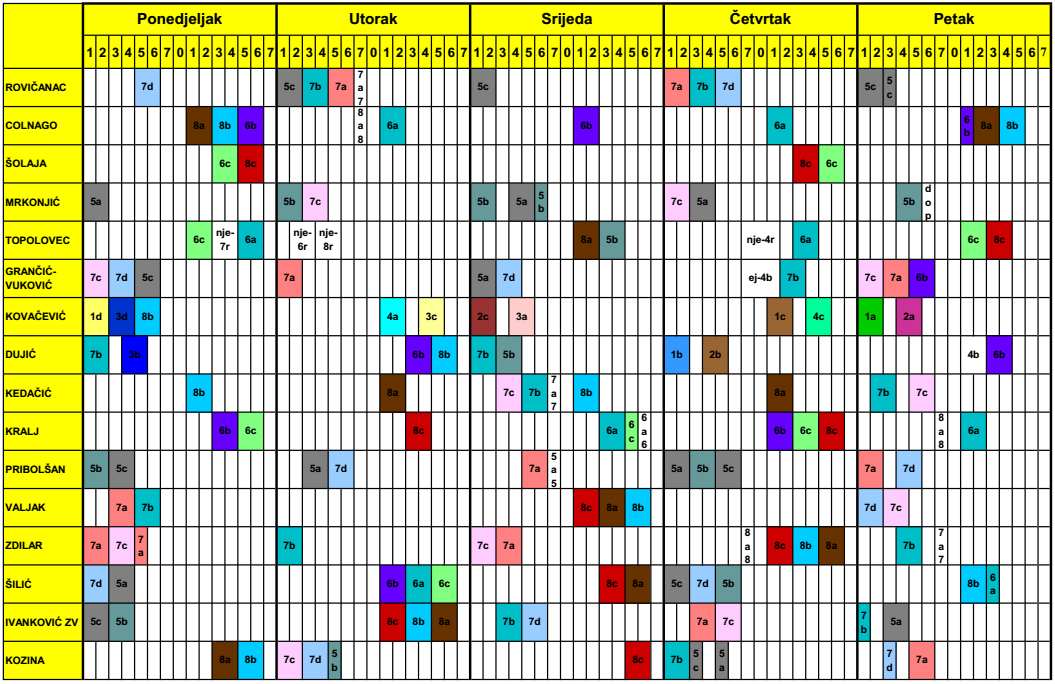 Ponedjeljak Utorak Srijeda Četvrtak Petak
1 2 3 4 5 6 7 0 1 2 3 4 5 6 7 1 2 3 4 5 6 7 0 1 2 3 4 5 6 7 1 2 3 4 5 6 7 0 1 2 3 4 5 6 7 1 2 3 4 5 6 7 0 1 2 3 4 5 6 7 1 2 3 4 5 6 7 0 1 2 3 4 5 6 7
ROVIČANAC 7d 5c 7b 7a 7a7 5c 7a 7b 7d 5c 5c
COLNAGO 8a 8b 6b 8a8 6a 6b 6a 6b 8a 8b
ŠOLAJA 6c 8c 8c 6c
MRKONJIĆ 5a 5b 7c 5b 5a 5b 7c 5a 5b dop
TOPOLOVEC 6c nje-7r 6a nje-6r nje-8r 8a 5b nje-4r 6a 6c 8c
GRANČIĆ-VUKOVIĆ 7c 7d 5c 7a 5a 7d ej-4b 7b 7c 7a 6b
KOVAČEVIĆ 1d 3d 8b 4a 3c 2c 3a 1c 4c 1a 2a
DUJIĆ 7b 3b 6b 8b 7b 5b 1b 2b 4b 6b
KEDAČIĆ 8b 8a 7c 7b 7a7 8b 8a 7b 7c
KRALJ 6b 6c 8c 6a 6c 6a6 6b 6c 8c 8a8 6a
PRIBOLŠAN 5b 5c 5a 7d 7a 5a5 5a 5b 5c 7a 7d
VALJAK 7a 7b 8c 8a 8b 7d 7c
ZDILAR 7a 7c 7a 7b 7c 7a 8a8 8c 8b 8a 7b 7a7
ŠILIĆ 7d 5a 6b 6a 6c 8c 8a 5c 7d 5b 8b 6a
IVANKOVIĆ ZV 5c 5b 8c 8b 8a 7b 7d 7a 7c 7b 5a
KOZINA 8a 8b 7c 7d 5b 8c 7b 5c 5a 7d 7a